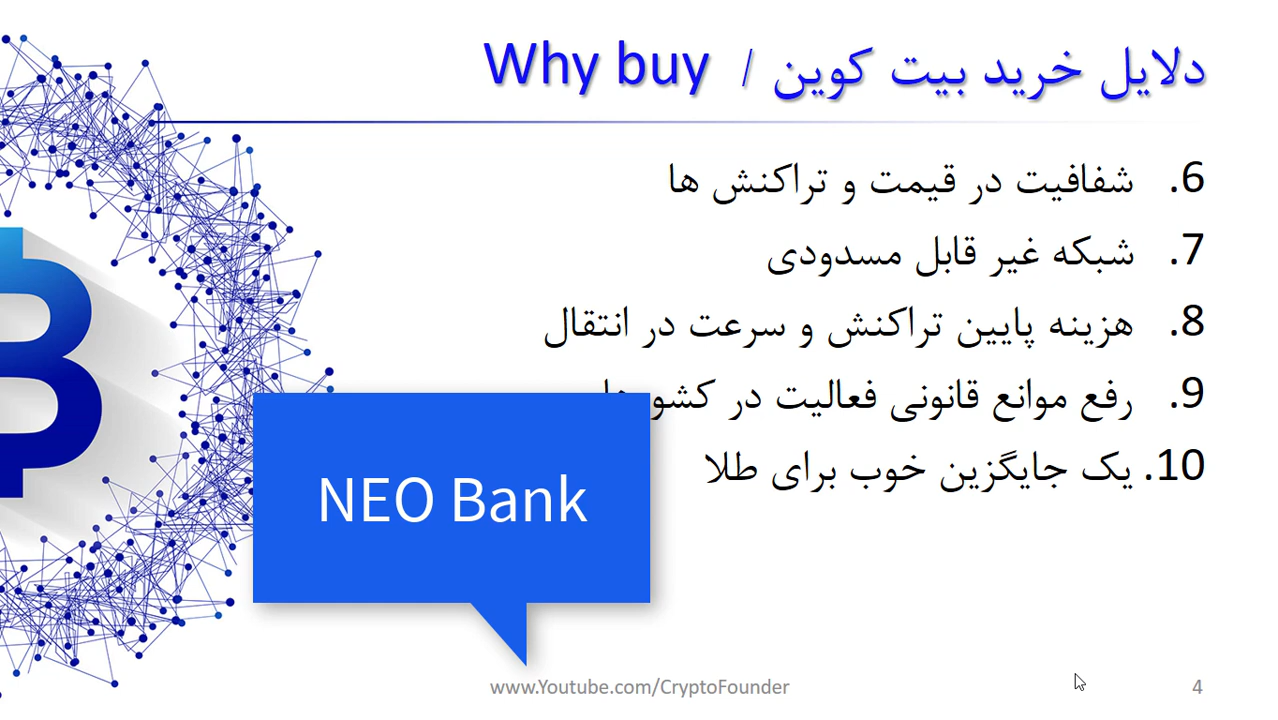 دلایل خرید بیت کوین / Why buy
6. شفافیت در قیمت و تراکنش ها
7. شبکه غیر قابل مسدودی
8. هزینه پایین تراکنش و سرعت در انتقال
9. رفع موانع قانونی فعالیت در
10. یک جایگزین خوب برای طلا
NEO Bank
www.Youtube.com/CryptoFounder
4